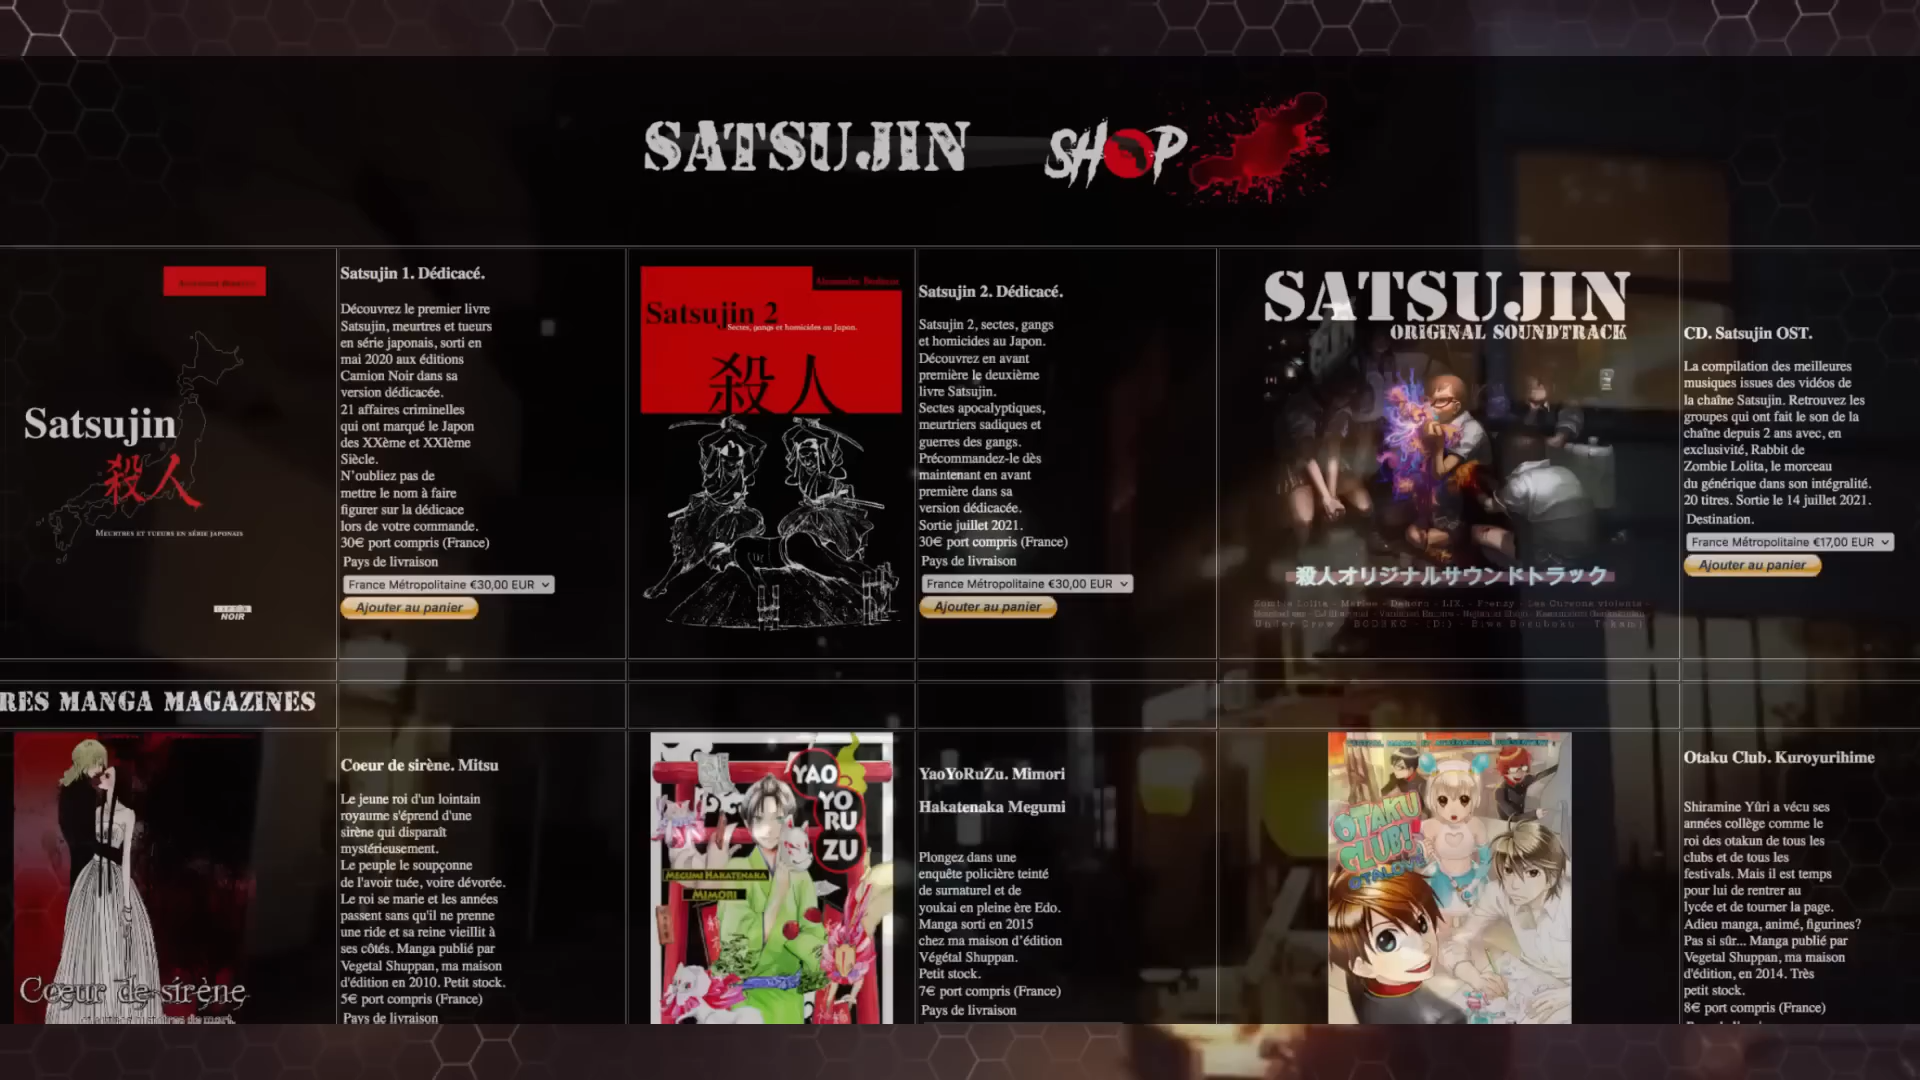 SATSUJIN SHOP
Satsujin
殺人
MEURTRES ET TUEURS EN SÉRIE JAPONAIS
NOIR
Satsujin 1. Dédicacé.
Découvrez le premier livre
Satsujin, meurtres et tueurs
en série japonais, sorti en
mai 2020 aux éditions
Camion Noir dans sa
version dédicacée.
21 affaires criminelles
qui ont marqué le Japon
des XXème et XXIème
Siècle.
N'oubliez pas de
mettre le nom à faire
figurer sur la dédicace
lors de votre commande.
30€ port compris (France)
Pays de livraison
France Métropolitaine €30,00 EUR
Ajouter au panier
Satsujin 2
Sectes, gangs et homicides au Japon.
殺人
Satsujin 2. Dédicacé.
Satsujin 2, sectes, gangs
et homicides au Japon.
Découvrez en avant
première le deuxième
livre Satsujin.
Sectes apocalyptiques,
meurtriers sadiques et
guerres des gangs.
Précommandez-le dès
maintenant en avant
première dans sa
version dédicacée.
Sortie juillet 2021.
30€ port compris (France)
Pays de livraison
France Métropolitaine €30,00 EUR
Ajouter au panier
SATSUJIN
ORIGINAL SOUNDTRACK
殺人オリジナルサウンドトラック
CD. Satsujin OST.
La compilation des meilleures
musiques issues des vidéos de
la chaîne Satsujin. Retrouvez les
groupes qui ont fait le son de la
chaîne depuis 2 ans avec, en
exclusivité, Rabbit de
Zombie Lolita, le morceau
du générique dans son intégralité.
20 titres. Sortie le 14 juillet 2021.
Destination.
France Métropolitaine €17,00 EUR
Ajouter au panier
RES MANGA MAGAZINES
Coeur de sirène
Coeur de sirène. Mitsu
Le jeune roi d'un lointain
royaume s'éprend d'une
sirène qui disparaît
mystérieusement.
Le peuple le soupçonne
de l'avoir tuée, voire dévorée.
Le roi se marie et les années
passent sans qu'il ne prenne
une ride et sa reine vieillit à
ses côtés. Manga publié par
Vegetal Shuppan, ma maison
d'édition en 2010. Petit stock.
5€ port compris (France)
Pays de livraison
YAO
YO
RU
ZU
MEGUMI HAKATENAKA
MIMORI
YaoYoRuZu. Mimori
Hakatenaka Megumi
Plongez dans une
enquête policière teinté
de surnaturel et de
youkai en pleine ère Edo.
Manga sorti en 2015
chez ma maison d'édition
Végétal Shuppan.
Petit stock.
7€ port compris (France)
Pays de livraison
OTAKU
CLUB!
Otaku Club. Kuroyurihime
Shiramine Yûri a vécu ses
années collège comme le
roi des otakun de tous les
clubs et de tous les
festivals. Mais il est temps
pour lui de rentrer au
lycée et de tourner la page.
Adieu manga, animé, figurines?
Pas si sûr... Manga publié par
Vegetal Shuppan, ma maison
d'édition, en 2014. Très
petit stock.
8€ port compris (France)